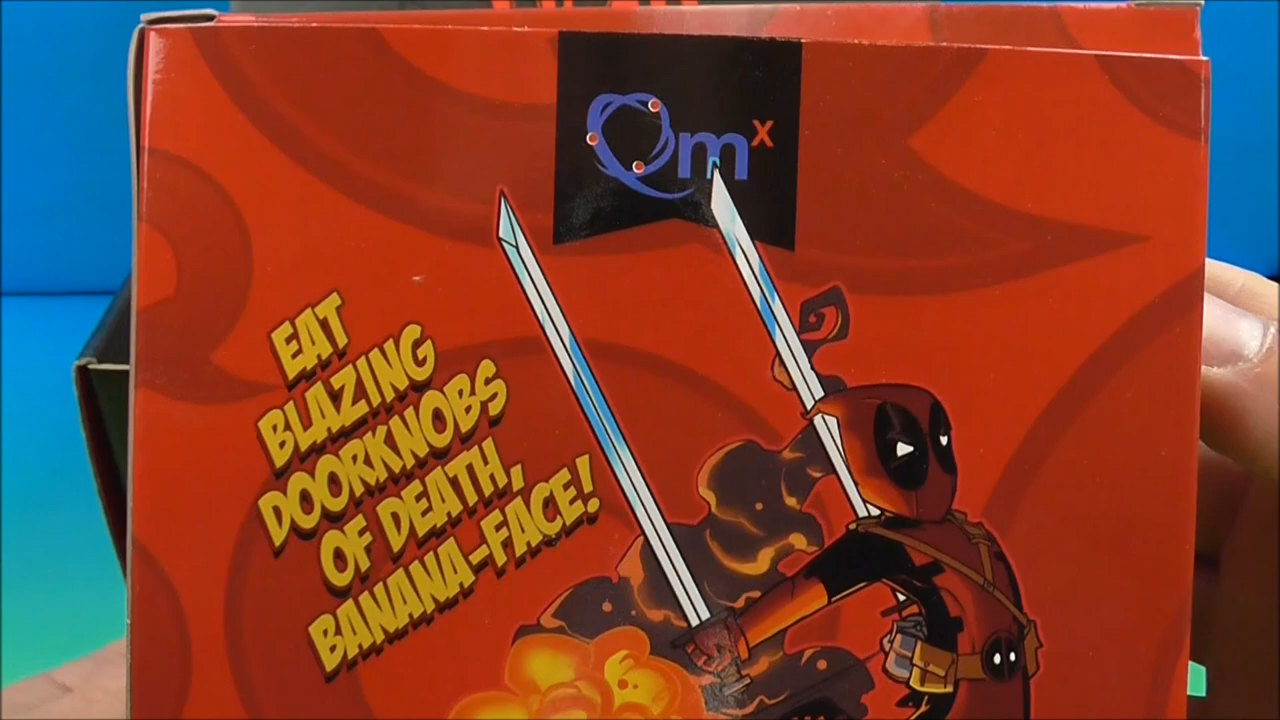 Qmx
EAT
BLAZING
DOORKNOBS
OF DEATH,
BANANA-FACE!